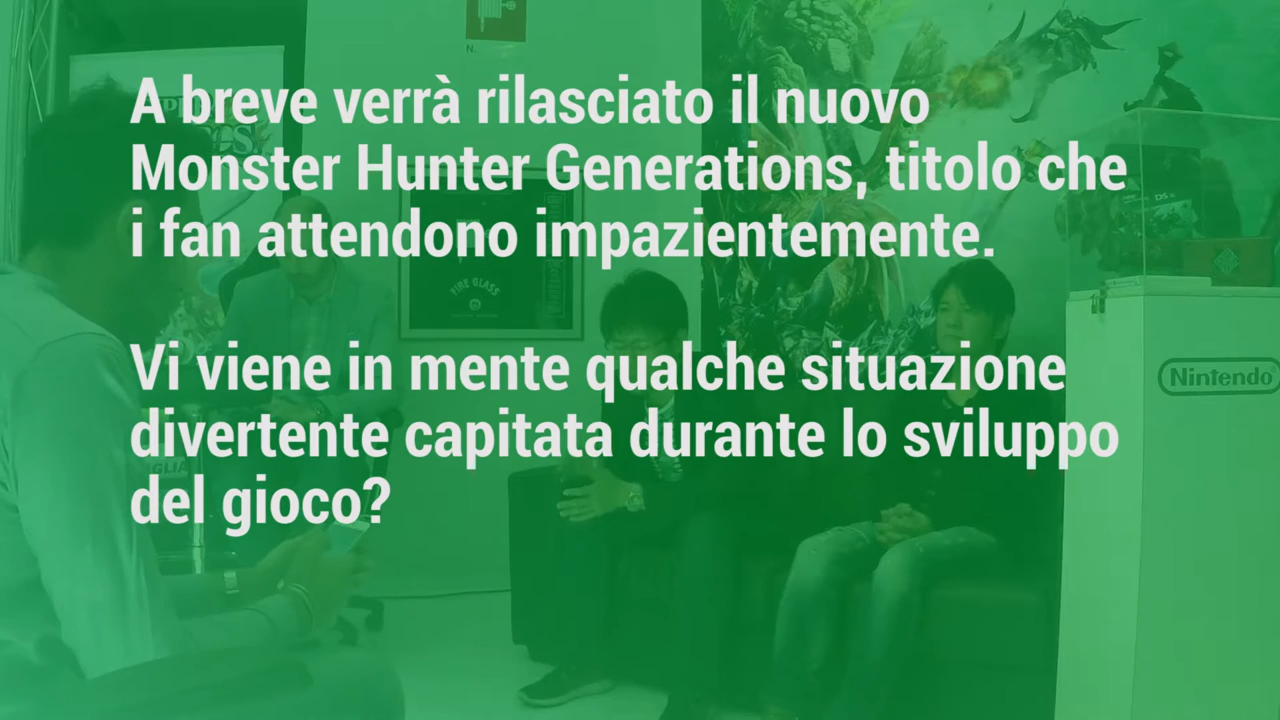 A breve verrà rilasciato il nuovo
Monster Hunter Generations, titolo che
i fan attendono impazientemente.
Vi viene in mente qualche situazione
divertente capitata durante lo sviluppo
del gioco?
N.
FIRE GLASS
Nintendo